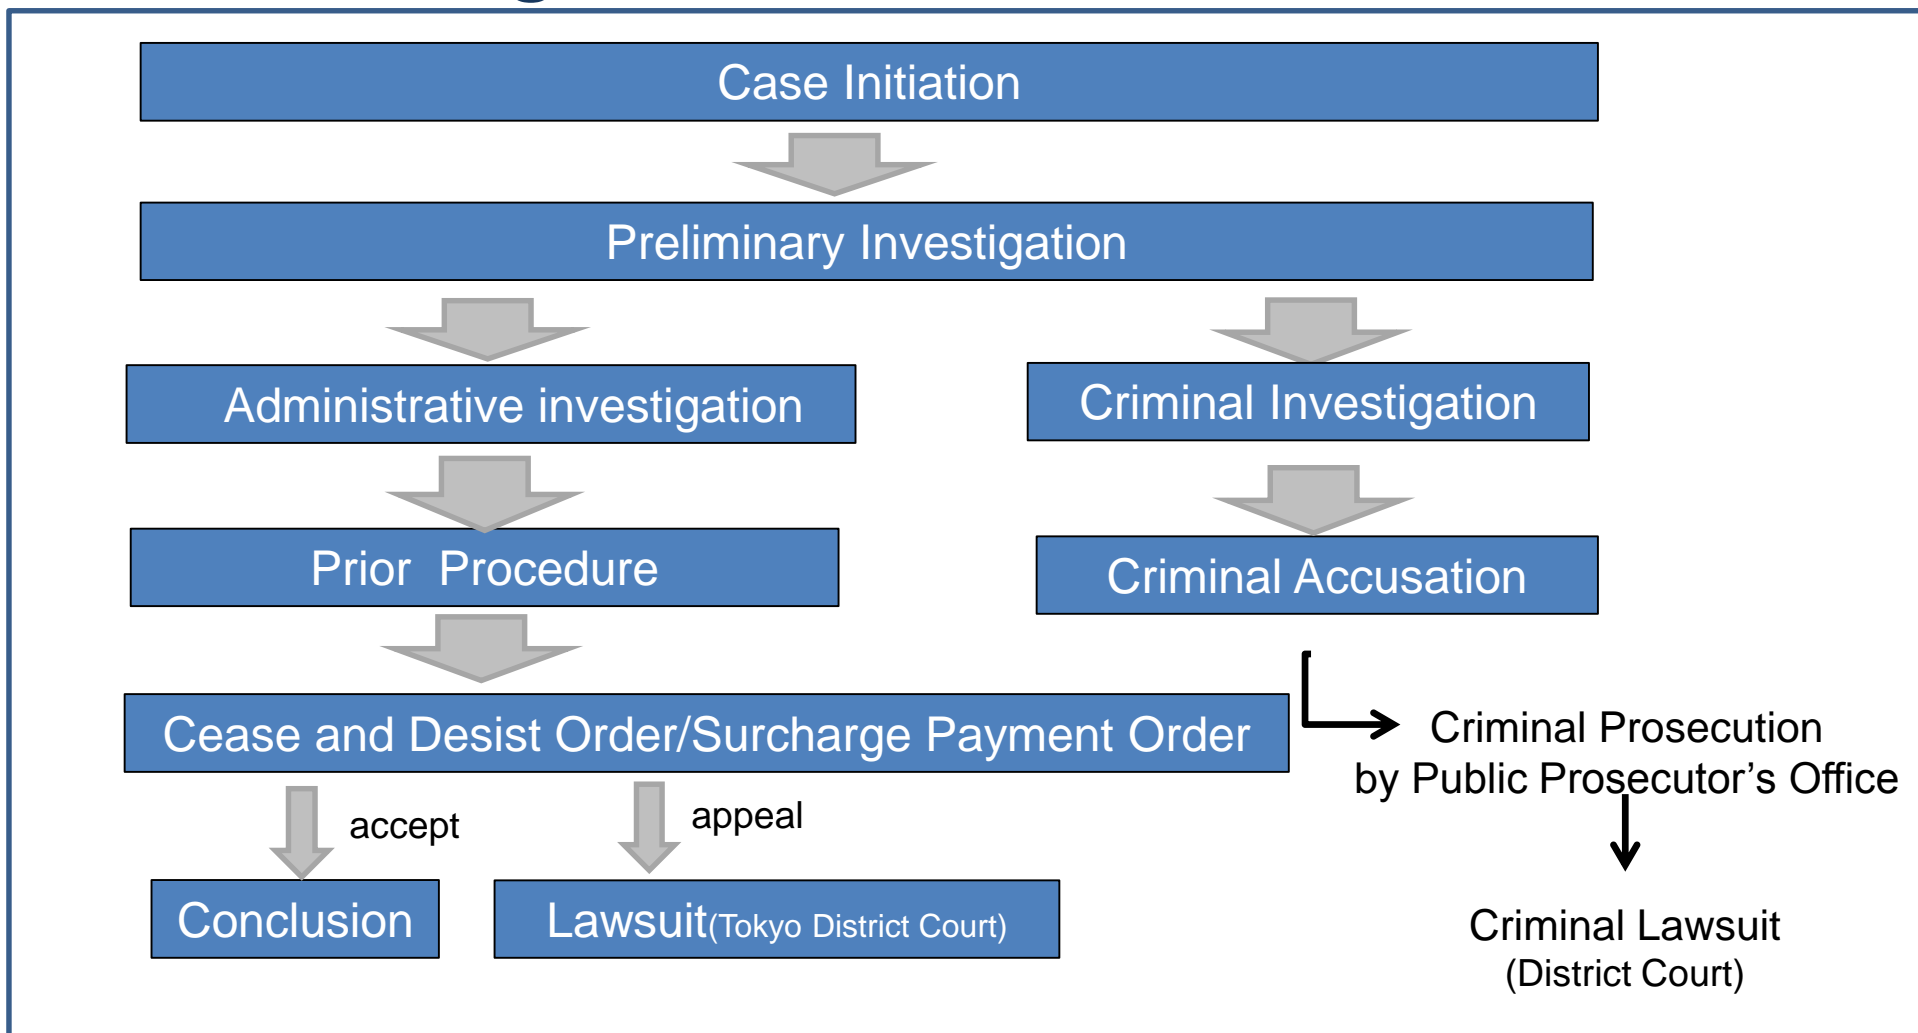 Case Initiation
Preliminary Investigation
Administrative investigation
Criminal Investigation
Prior Procedure
Criminal Accusation
Cease and Desist Order/Surcharge Payment Order
Criminal Prosecution
by Public Prosecutor’s Office
accept
appeal
Conclusion
Lawsuit(Tokyo District Court)
Criminal Lawsuit
(District Court)